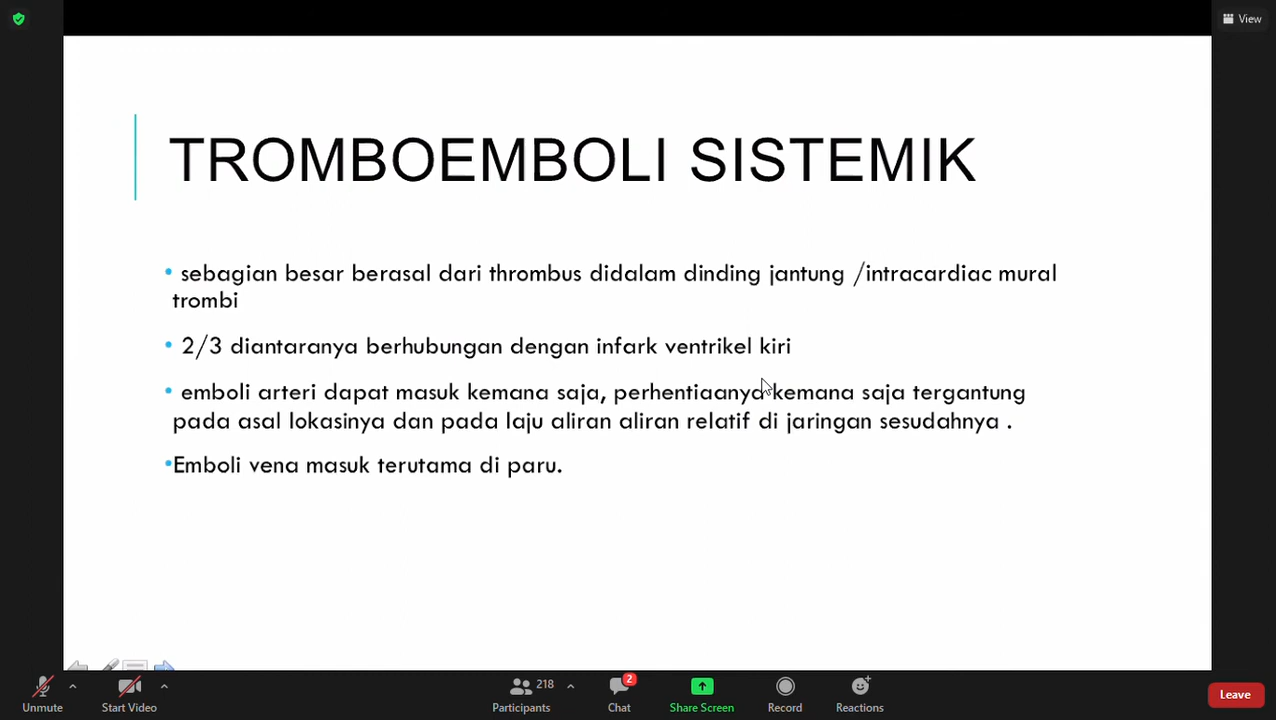 View
TROMBOEMBOLI SISTEMIK
• sebagian besar berasal dari thrombus didalam dinding jantung /intracardiac mural
trombi
• 2/3 diantaranya berhubungan dengan infark ventrikel kiri
• emboli arteri dapat masuk kemana saja, perhentiaanya kemana saja tergantung
pada asal lokasinya dan pada laju aliran aliran relatif di jaringan sesudahnya .
•Emboli vena masuk terutama di paru.
218
2
Unmute
Start Video
Participants
Chat
Share Screen
Record
Reactions
Leave